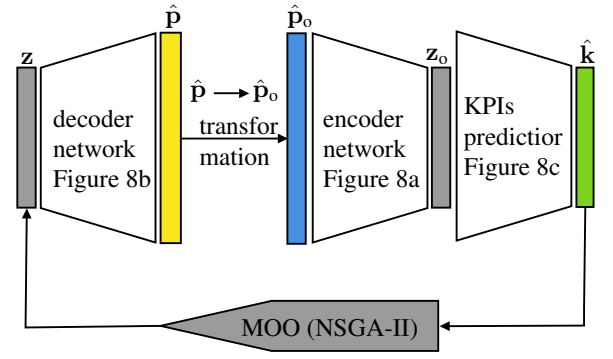 z
p̂
p̂ₒ
zₒ
k̂
p̂ → p̂ₒ
transfor
mation
decoder
network
Figure 8b
encoder
network
Figure 8a
KPIs
predictior
Figure 8c
MOO (NSGA-II)